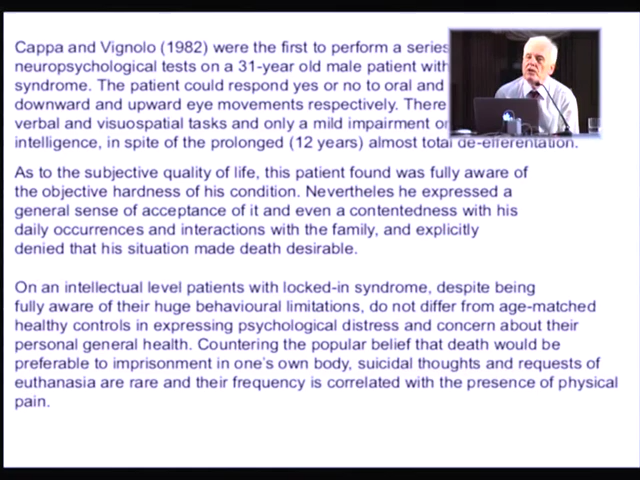 Cappa and Vignolo (1982) were the first to perform a series
neuropsychological tests on a 31-year old male patient with
syndrome. The patient could respond yes or no to oral and
downward and upward eye movements respectively. There
verbal and visuospatial tasks and only a mild impairment
intelligence, in spite of the prolonged (12 years) almost total de-efferentation.
As to the subjective quality of life, this patient found was fully aware of
the objective hardness of his condition. Nevertheles he expressed a
general sense of acceptance of it and even a contentedness with his
daily occurrences and interactions with the family, and explicitly
denied that his situation made death desirable.
On an intellectual level patients with locked-in syndrome, despite being
fully aware of their huge behavioural limitations, do not differ from age-matched
healthy controls in expressing psychological distress and concern about their
personal general health. Countering the popular belief that death would be
preferable to imprisonment in one's own body, suicidal thoughts and requests of
euthanasia are rare and their frequency is correlated with the presence of physical
pain.